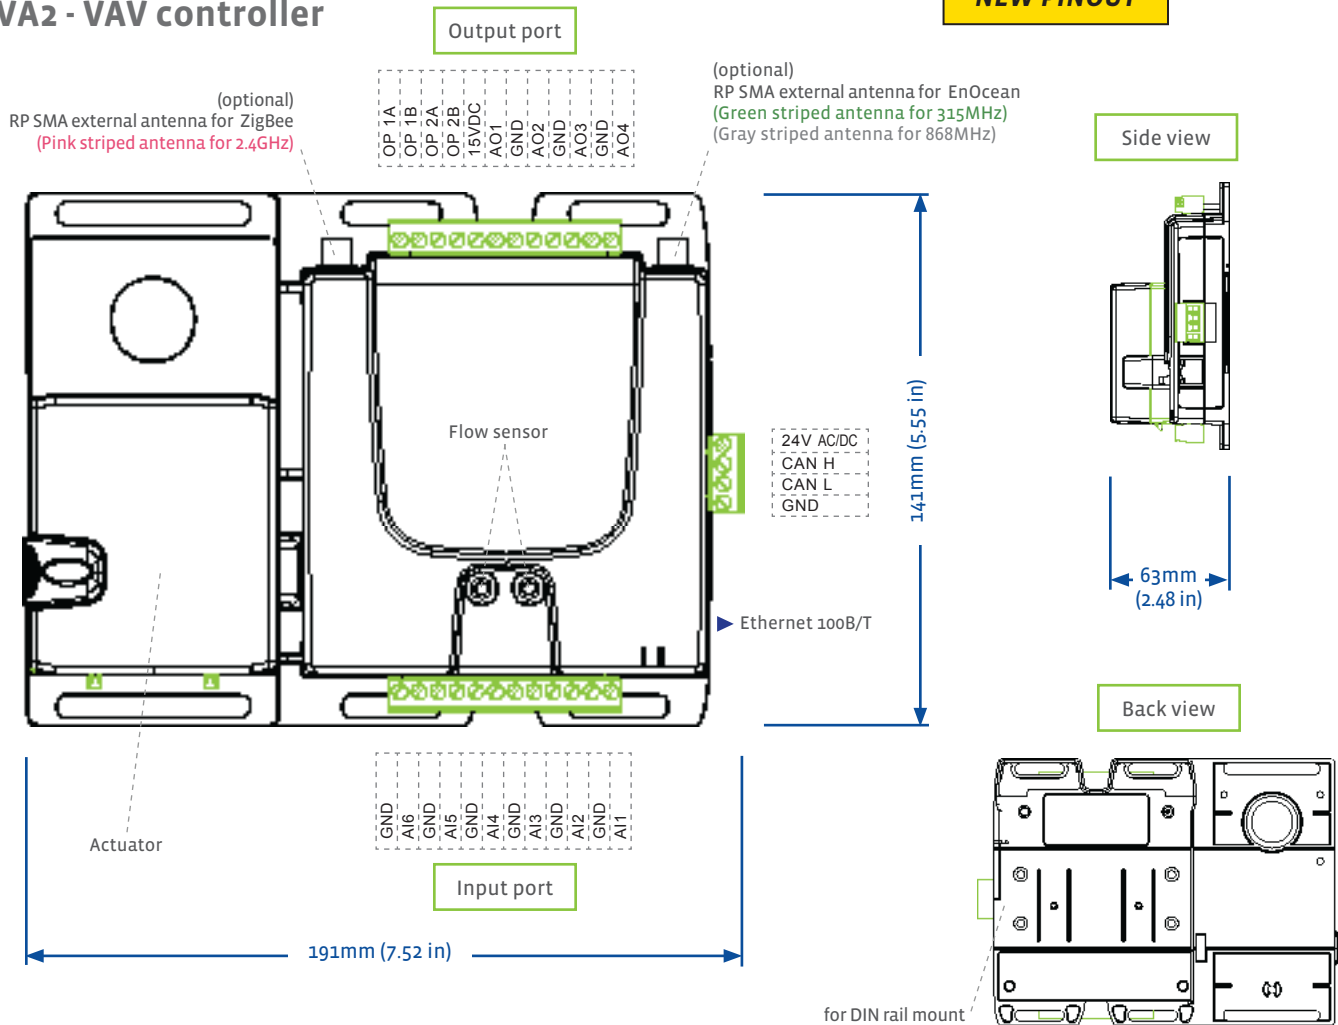 VA2 - VAV controller
NEW PINOUT
Output port
(optional)
RP SMA external antenna for ZigBee
(Pink striped antenna for 2.4GHz)
OP 1A
OP 1B
OP 2A
OP 2B
15VDC
AO1
GND
AO2
GND
AO3
GND
AO4
(optional)
RP SMA external antenna for EnOcean
(Green striped antenna for 315MHz)
(Gray striped antenna for 868MHz)
Side view
Flow sensor
24V AC/DC
CAN H
CAN L
GND
141mm (5.55 in)
63mm
(2.48 in)
Ethernet 100B/T
Back view
Actuator
GND
AI6
GND
AI5
GND
AI4
GND
AI3
GND
AI2
GND
AI1
Input port
191mm (7.52 in)
for DIN rail mount